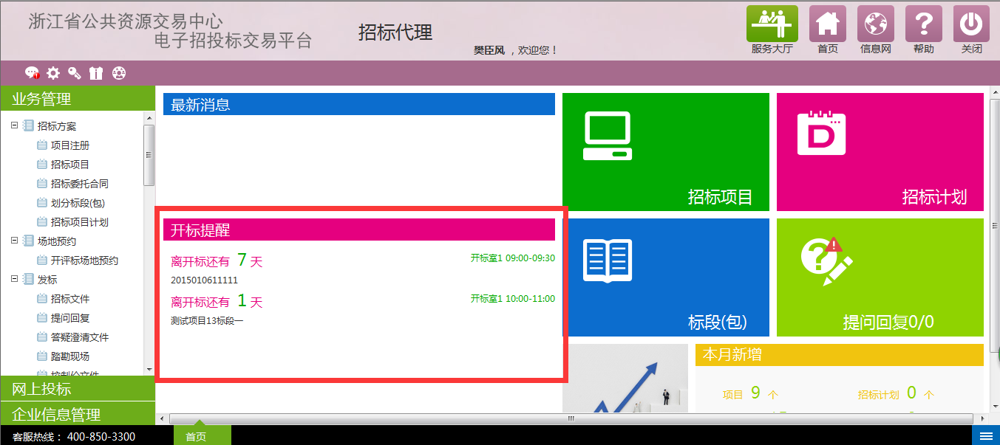 浙江省公共资源交易中心
电子招投标交易平台
招标代理
樊臣风 ，欢迎您！
服务大厅
首页
信息网
帮助
关闭
业务管理
招标方案
项目注册
招标项目
招标委托合同
划分标段(包)
招标项目计划
场地预约
开评标场地预约
发标
招标文件
提问回复
答疑澄清文件
踏勘现场
控制价文件
网上投标
企业信息管理
最新消息
开标提醒
离开标还有 7 天
开标室1 09:00-09:30
2015010611111
离开标还有 1 天
开标室1 10:00-11:00
测试项目13标段一
招标项目
D
招标计划
标段(包)
提问回复0/0
本月新增
项目 9 个
招标计划 0 个
客服热线： 400-850-3300
首页